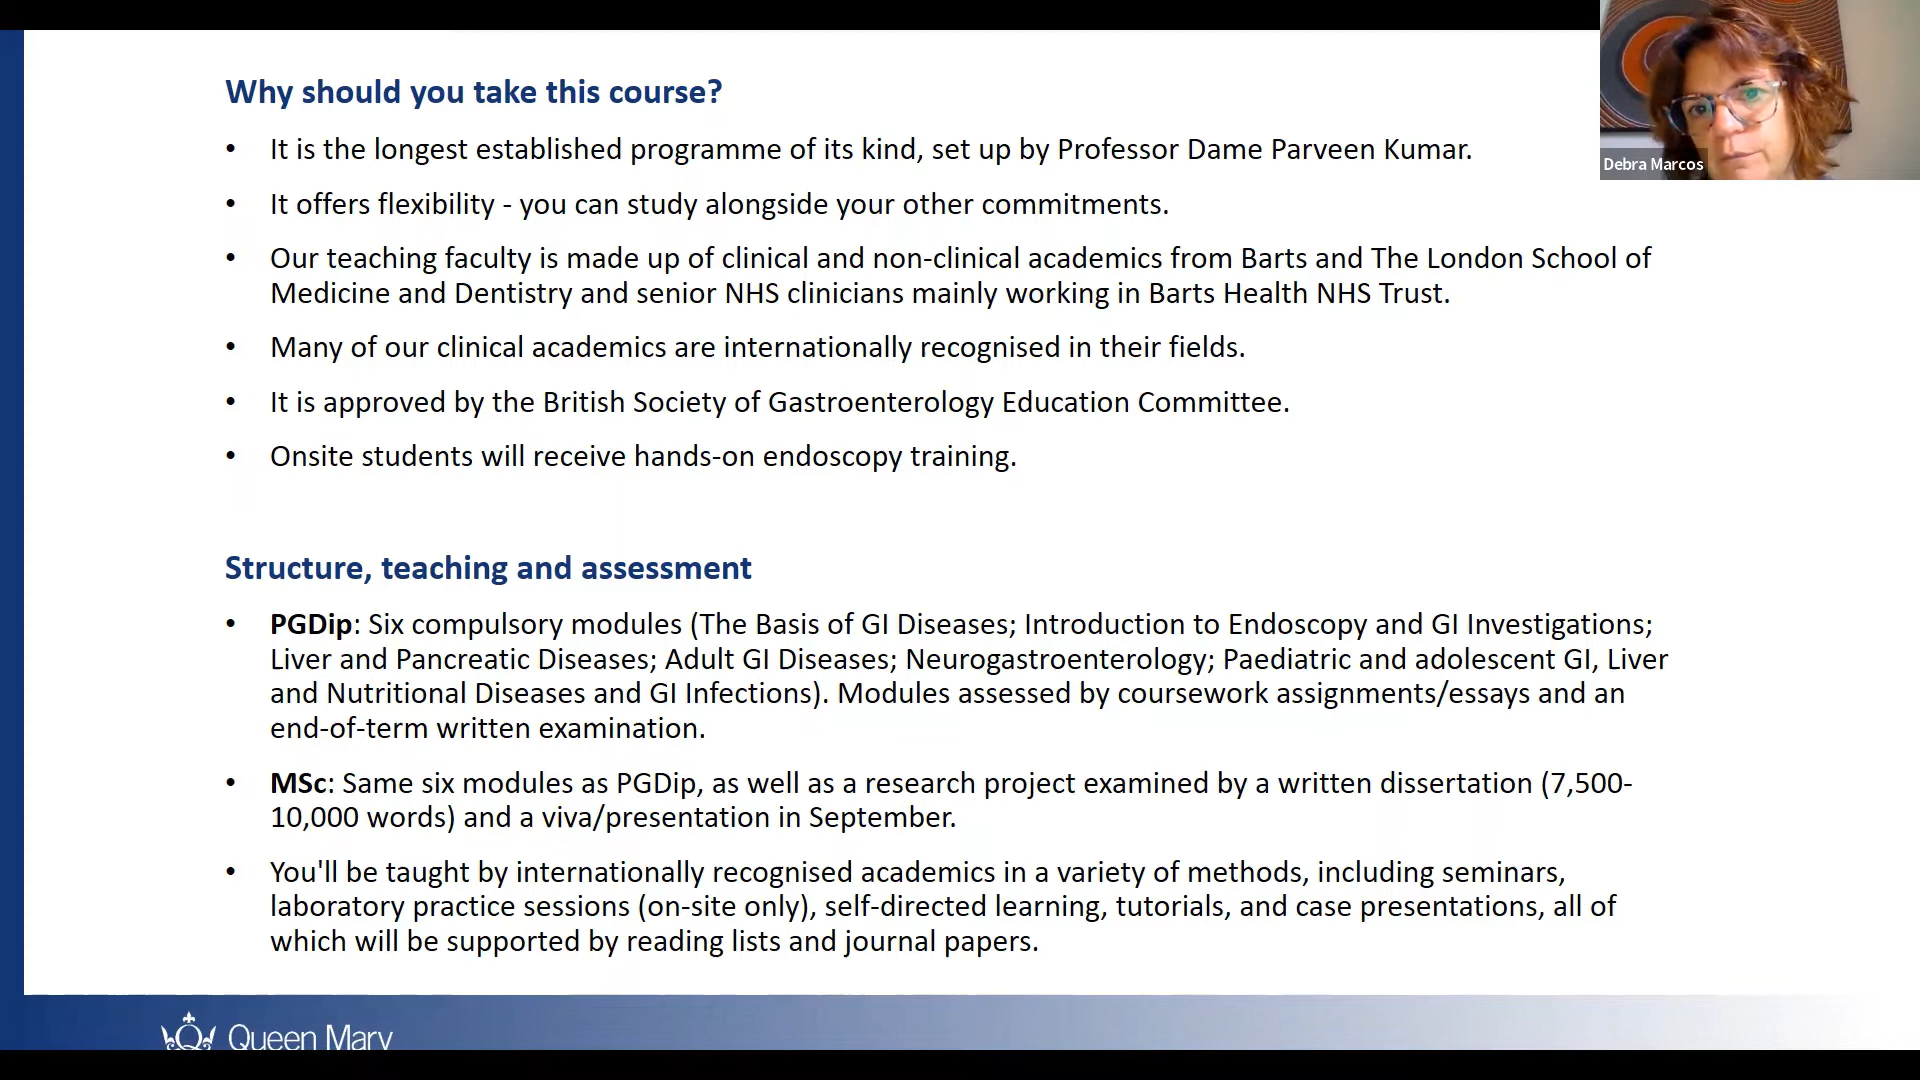 Why should you take this course?
• It is the longest established programme of its kind, set up by Professor Dame Parveen Kumar.
• It offers flexibility - you can study alongside your other commitments.
• Our teaching faculty is made up of clinical and non-clinical academics from Barts and The London School of
Medicine and Dentistry and senior NHS clinicians mainly working in Barts Health NHS Trust.
• Many of our clinical academics are internationally recognised in their fields.
• It is approved by the British Society of Gastroenterology Education Committee.
• Onsite students will receive hands-on endoscopy training.
Structure, teaching and assessment
• PGDip: Six compulsory modules (The Basis of GI Diseases; Introduction to Endoscopy and GI Investigations;
Liver and Pancreatic Diseases; Adult GI Diseases; Neurogastroenterology; Paediatric and adolescent GI, Liver
and Nutritional Diseases and GI Infections). Modules assessed by coursework assignments/essays and an
end-of-term written examination.
• MSc: Same six modules as PGDip, as well as a research project examined by a written dissertation (7,500-
10,000 words) and a viva/presentation in September.
• You'll be taught by internationally recognised academics in a variety of methods, including seminars,
laboratory practice sessions (on-site only), self-directed learning, tutorials, and case presentations, all of
which will be supported by reading lists and journal papers.
Queen Mary
Debra Marcos